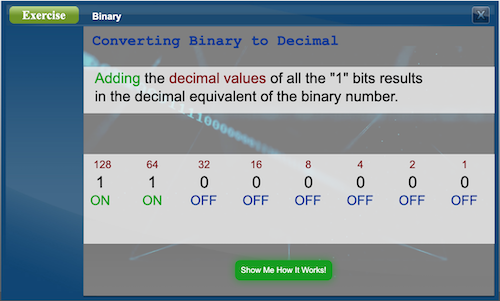 Exercise Binary
Converting Binary to Decimal
Adding the decimal values of all the "1" bits results
in the decimal equivalent of the binary number.
128 64 32 16 8 4 2 1
1 1 0 0 0 0 0 0
ON ON OFF OFF OFF OFF OFF OFF
Show Me How It Works!